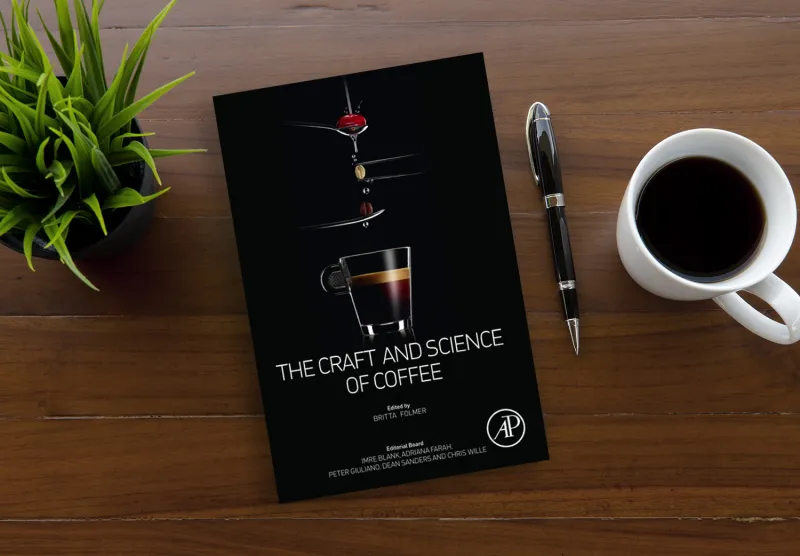 THE CRAFT AND SCIENCE
OF COFFEE
Edited by
BRITTA FOLMER
AP
Editorial Board
IMRE BLANK, ADRIANA FARAH,
PETER GIULIANO, DEAN SANDERS AND CHRIS WILLE